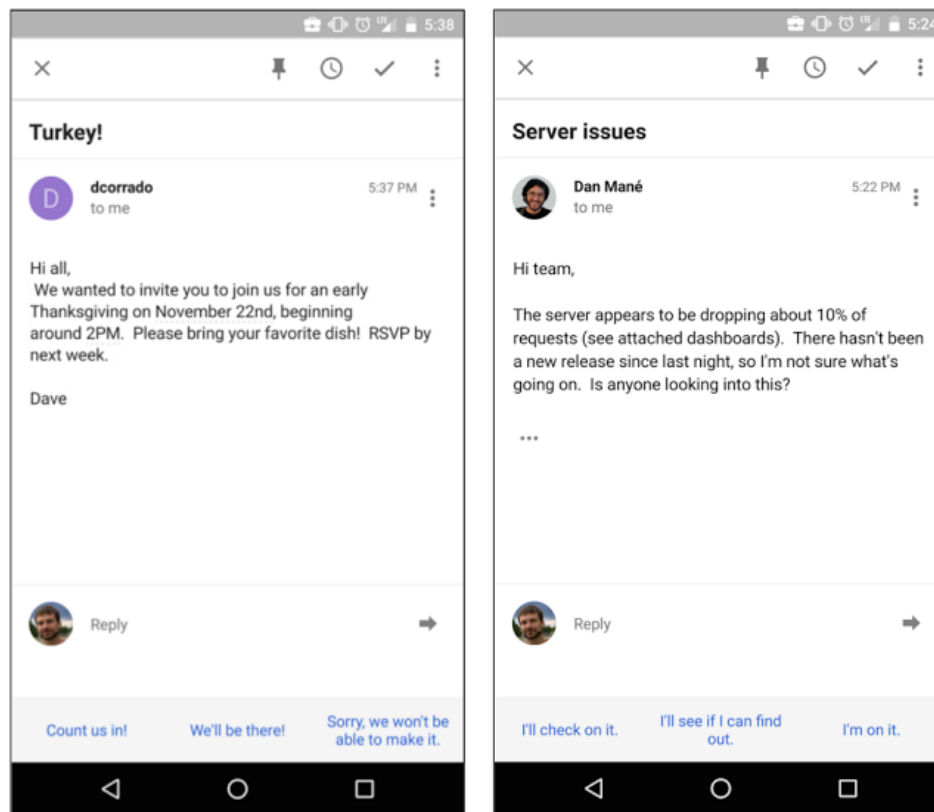 5:38
Turkey!
D
dcorrado
5:37 PM
to me
Hi all,
We wanted to invite you to join us for an early
Thanksgiving on November 22nd, beginning
around 2PM.  Please bring your favorite dish!  RSVP by
next week.
Dave
Reply
Count us in!
We'll be there!
Sorry, we won't be
able to make it.
LTE
5:24
Server issues
Dan Mané
5:22 PM
to me
Hi team,
The server appears to be dropping about 10% of
requests (see attached dashboards).  There hasn't been
a new release since last night, so I'm not sure what's
going on.  Is anyone looking into this?
Reply
I'll check on it.
I'll see if I can find
out.
I'm on it.